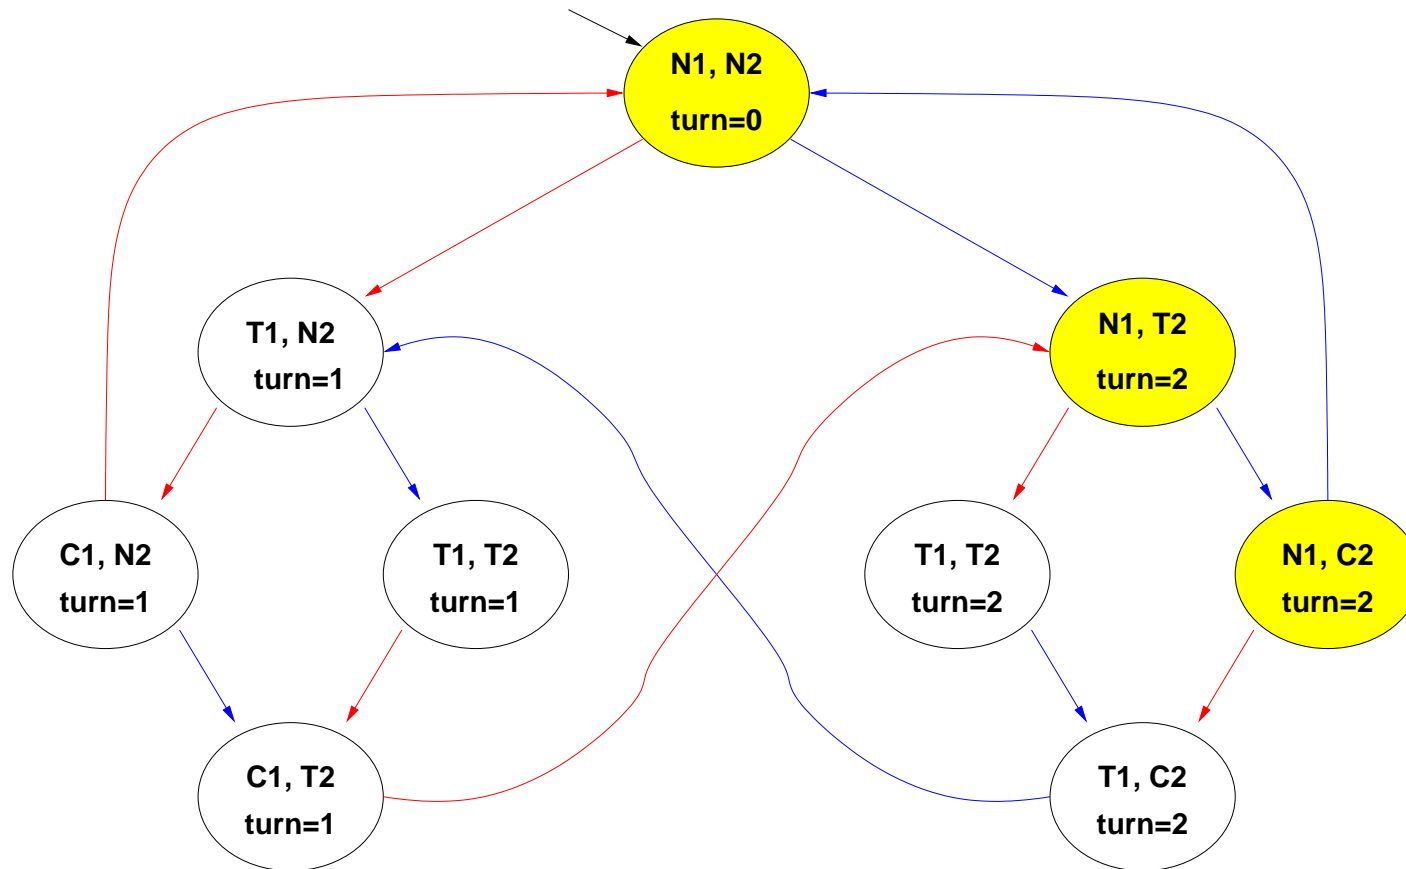 N1, N2
turn=0
T1, N2
turn=1
N1, T2
turn=2
C1, N2
turn=1
T1, T2
turn=1
T1, T2
turn=2
N1, C2
turn=2
C1, T2
turn=1
T1, C2
turn=2